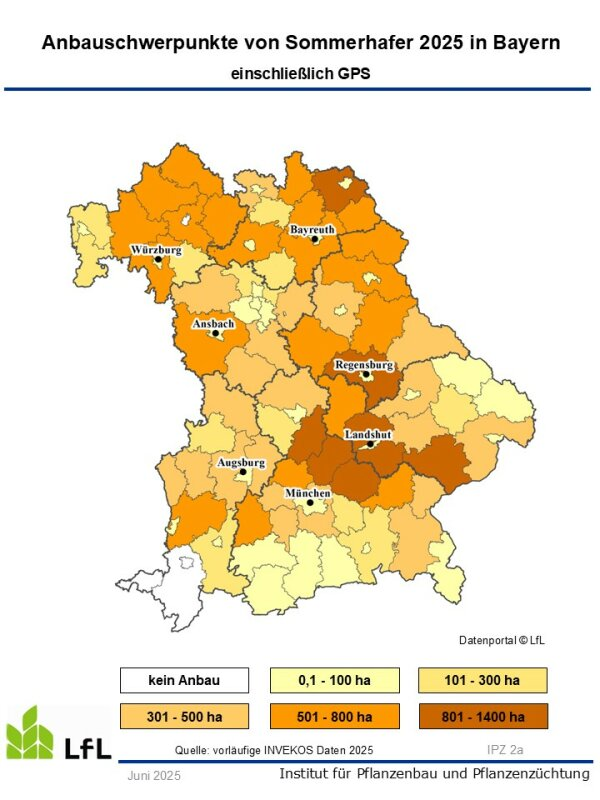 Anbauschwerpunkte von Sommerhafer 2025 in Bayern
einschließlich GPS
Bayreuth
Würzburg
Ansbach
Regensburg
Landshut
Augsburg
München
Datenportal © LfL
kein Anbau
0,1 - 100 ha
101 - 300 ha
301 - 500 ha
501 - 800 ha
801 - 1400 ha
LfL
Quelle: vorläufige INVEKOS Daten 2025
IPZ 2a
Juni 2025
Institut für Pflanzenbau und Pflanzenzüchtung